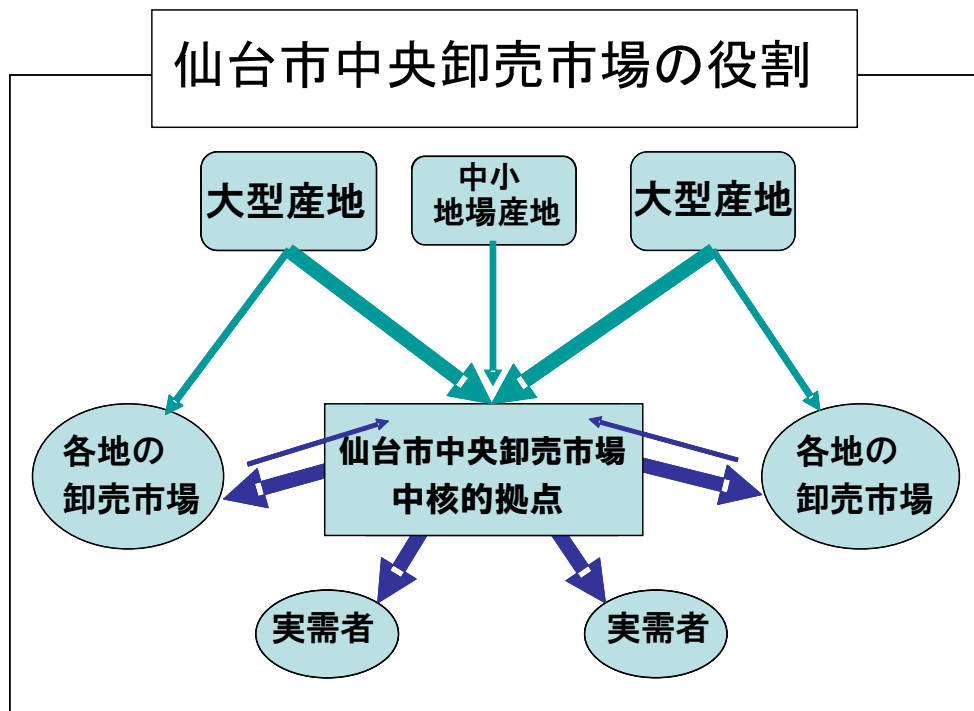 仙台市中央卸売市場の役割
大型産地
中小
地場産地
大型産地
各地の
卸売市場
仙台市中央卸売市場
中核的拠点
各地の
卸売市場
実需者
実需者